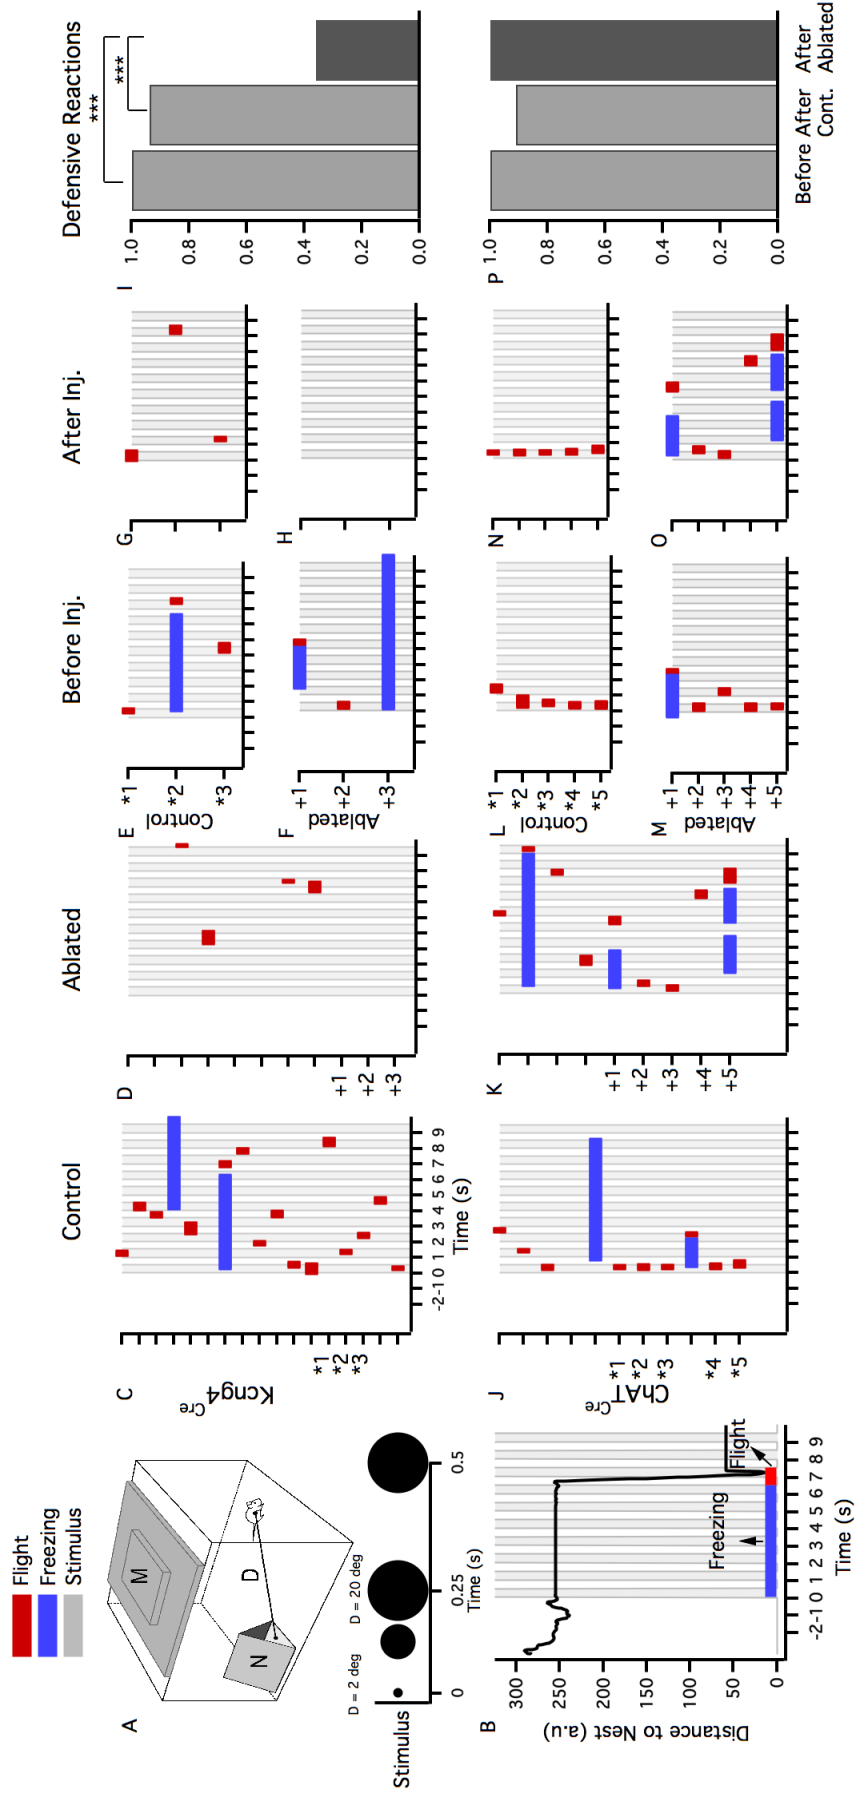 Flight
Freezing
Stimulus
A
M
N
D
D = 2 deg
D = 20 deg
Stimulus
0
0.25
0.5
Time (s)
B
Distance to Nest (a.u)
300
250
200
150
100
50
0
Freezing
Flight
-2-1 0 1 2 3 4 5 6 7 8 9
Time (s)
Control
C
Kcng4Cre
*1
*2
*3
-2-1 0 1 2 3 4 5 6 7 8 9
Time (s)
Ablated
D
+1
+2
+3
Before Inj.
E
Control
*1
*2
*3
F
Ablated
+1
+2
+3
After Inj.
G
H
Defensive Reactions
I
***
***
1.0
0.8
0.6
0.4
0.2
0.0
J
ChATCre
*1
*2
*3
*4
*5
K
+1
+2
+3
+4
+5
L
Control
*1
*2
*3
*4
*5
M
Ablated
+1
+2
+3
+4
+5
N
O
P
1.0
0.8
0.6
0.4
0.2
0.0
Before After After
Cont. Ablated